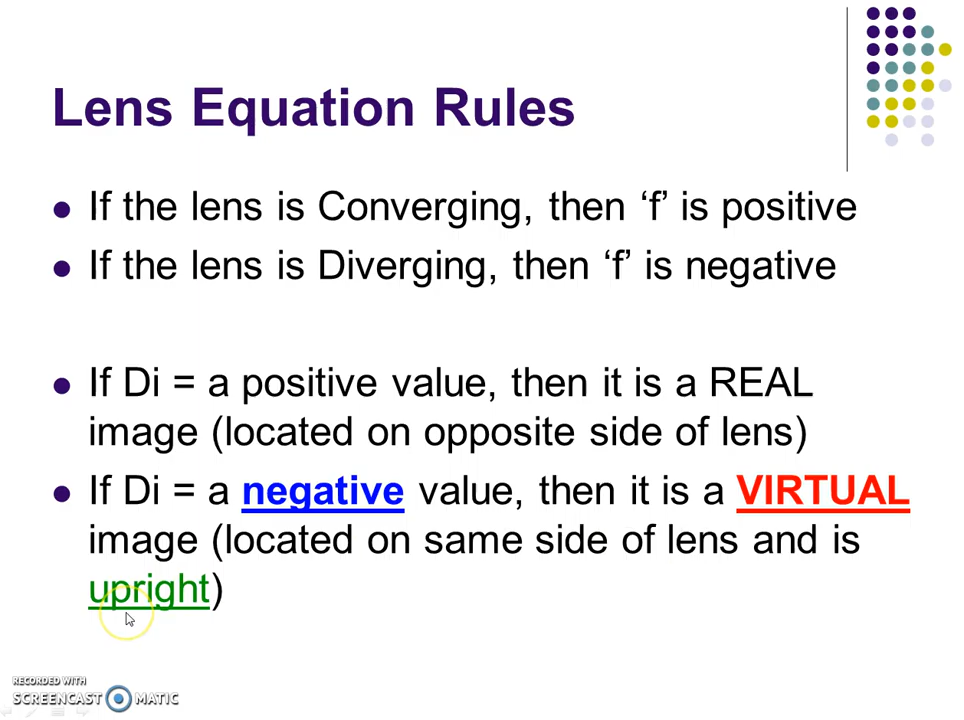 Lens Equation Rules
If the lens is Converging, then ‘f’ is positive
If the lens is Diverging, then ‘f’ is negative
If Di = a positive value, then it is a REAL
image (located on opposite side of lens)
If Di = a negative value, then it is a VIRTUAL
image (located on same side of lens and is
upright)
RECORDED WITH
SCREENCAST MATIC